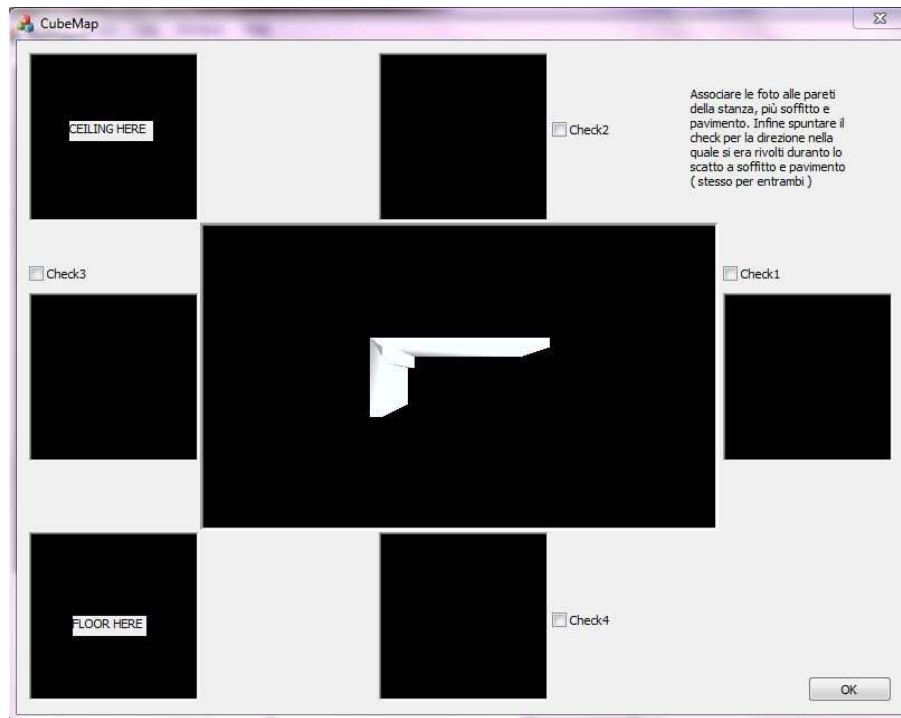 CubeMap
CEILING HERE
Check2
Associare le foto alle pareti
della stanza, più soffitto e
pavimento. Infine spuntare il
check per la direzione nella
quale si era rivolti duranto lo
scatto a soffitto e pavimento
( stesso per entrambi )
Check3
Check1
FLOOR HERE
Check4
OK